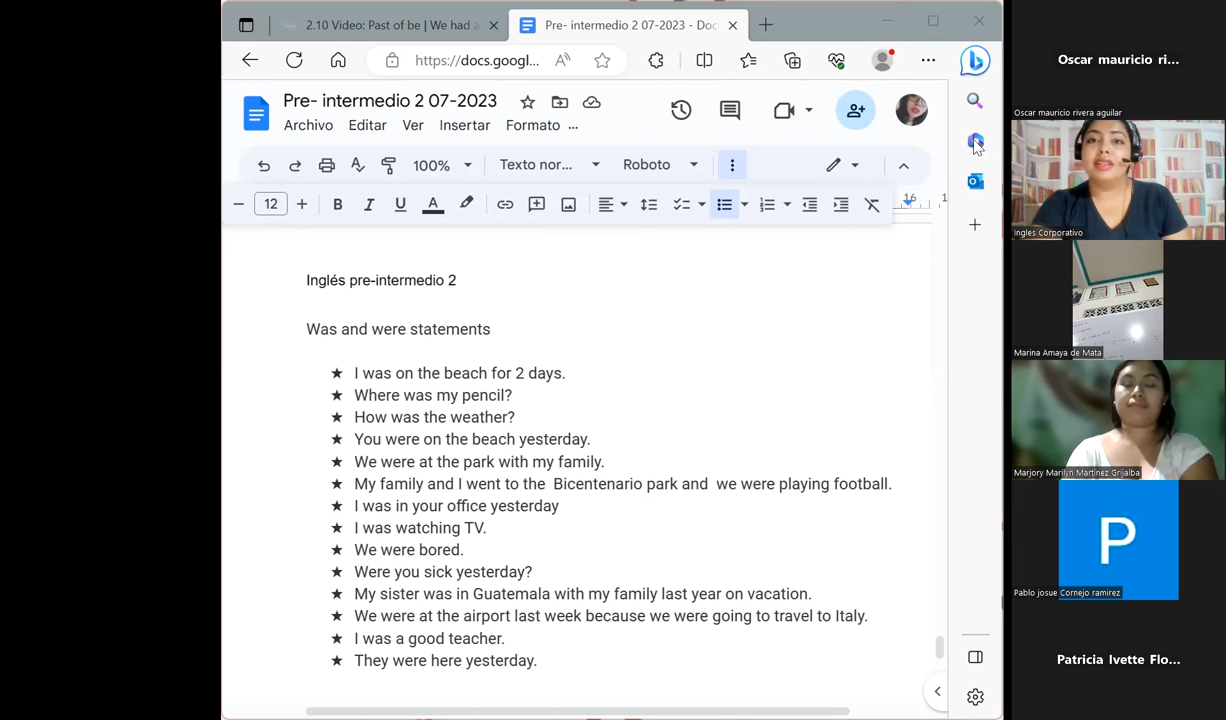 2.10 Video: Past of be | We had a
Pre- intermedio 2 07-2023 - Doc
https://docs.googl...
Pre- intermedio 2 07-2023
Archivo Editar Ver Insertar Formato ...
100% Texto nor... Roboto
12
16 1
Inglés pre-intermedio 2
Was and were statements
★ I was on the beach for 2 days.
★ Where was my pencil?
★ How was the weather?
★ You were on the beach yesterday.
★ We were at the park with my family.
★ My family and I went to the Bicentenario park and we were playing football.
★ I was in your office yesterday
★ I was watching TV.
★ We were bored.
★ Were you sick yesterday?
★ My sister was in Guatemala with my family last year on vacation.
★ We were at the airport last week because we were going to travel to Italy.
★ I was a good teacher.
★ They were here yesterday.
Oscar mauricio ri...
Oscar mauricio rivera aguilar
Ingles Corporativo
Marina Amaya de Mata
Marjory Marilyn Martinez Grijalba
P
Pablo josue Cornejo ramirez
Patricia Ivette Flo...